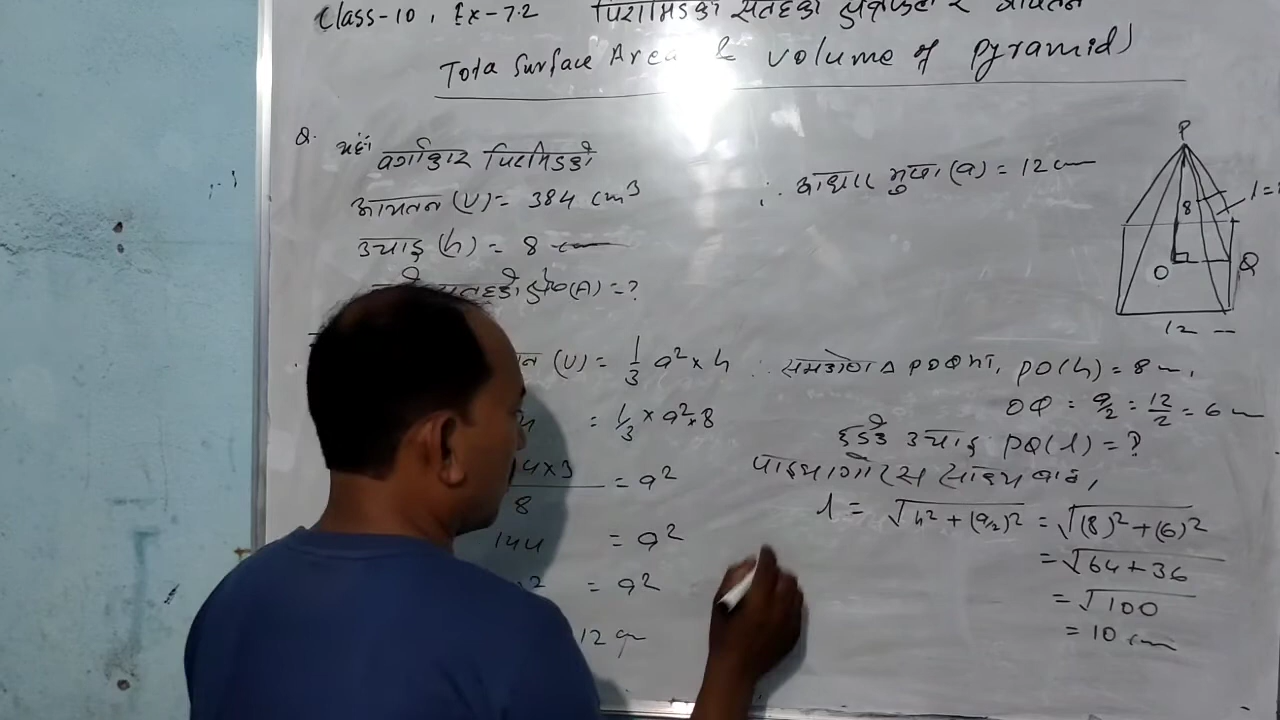 Class-10, Ex-7.2 पिरामिडको सतहको क्षेत्रफल र आयतन
Total Surface Area & Volume of Pyramid)
Q. यहाँ वर्गाकार पिरामिडको
आयतन (V) = 384 cm³
उचाइ (h) = 8 cm
सतहको क्षे०(A) = ?
(V) = 1/3 a² × h
= 1/3 × a² × 8
×3 / 8 = a²
144 = a²
= a²
12 cm
∴ आधार भुजा (a) = 12 cm
P
8
l = ?
O
Q
12
∴ समकोण Δ POQ मा, PO(h) = 8 cm,
OQ = a/2 = 12/2 = 6 cm
छड्के उचाइ PQ(l) = ?
पाइथागोरस साध्य बाट,
l = √h² + (a/2)² = √(8)² + (6)²
= √64 + 36
= √100
= 10 cm